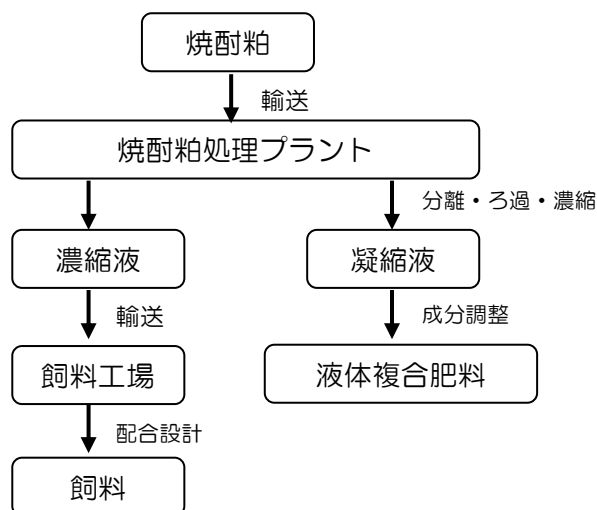 焼酎粕
輸送
焼酎粕処理プラント
分離・ろ過・濃縮
濃縮液
凝縮液
輸送
成分調整
飼料工場
液体複合肥料
配合設計
飼料